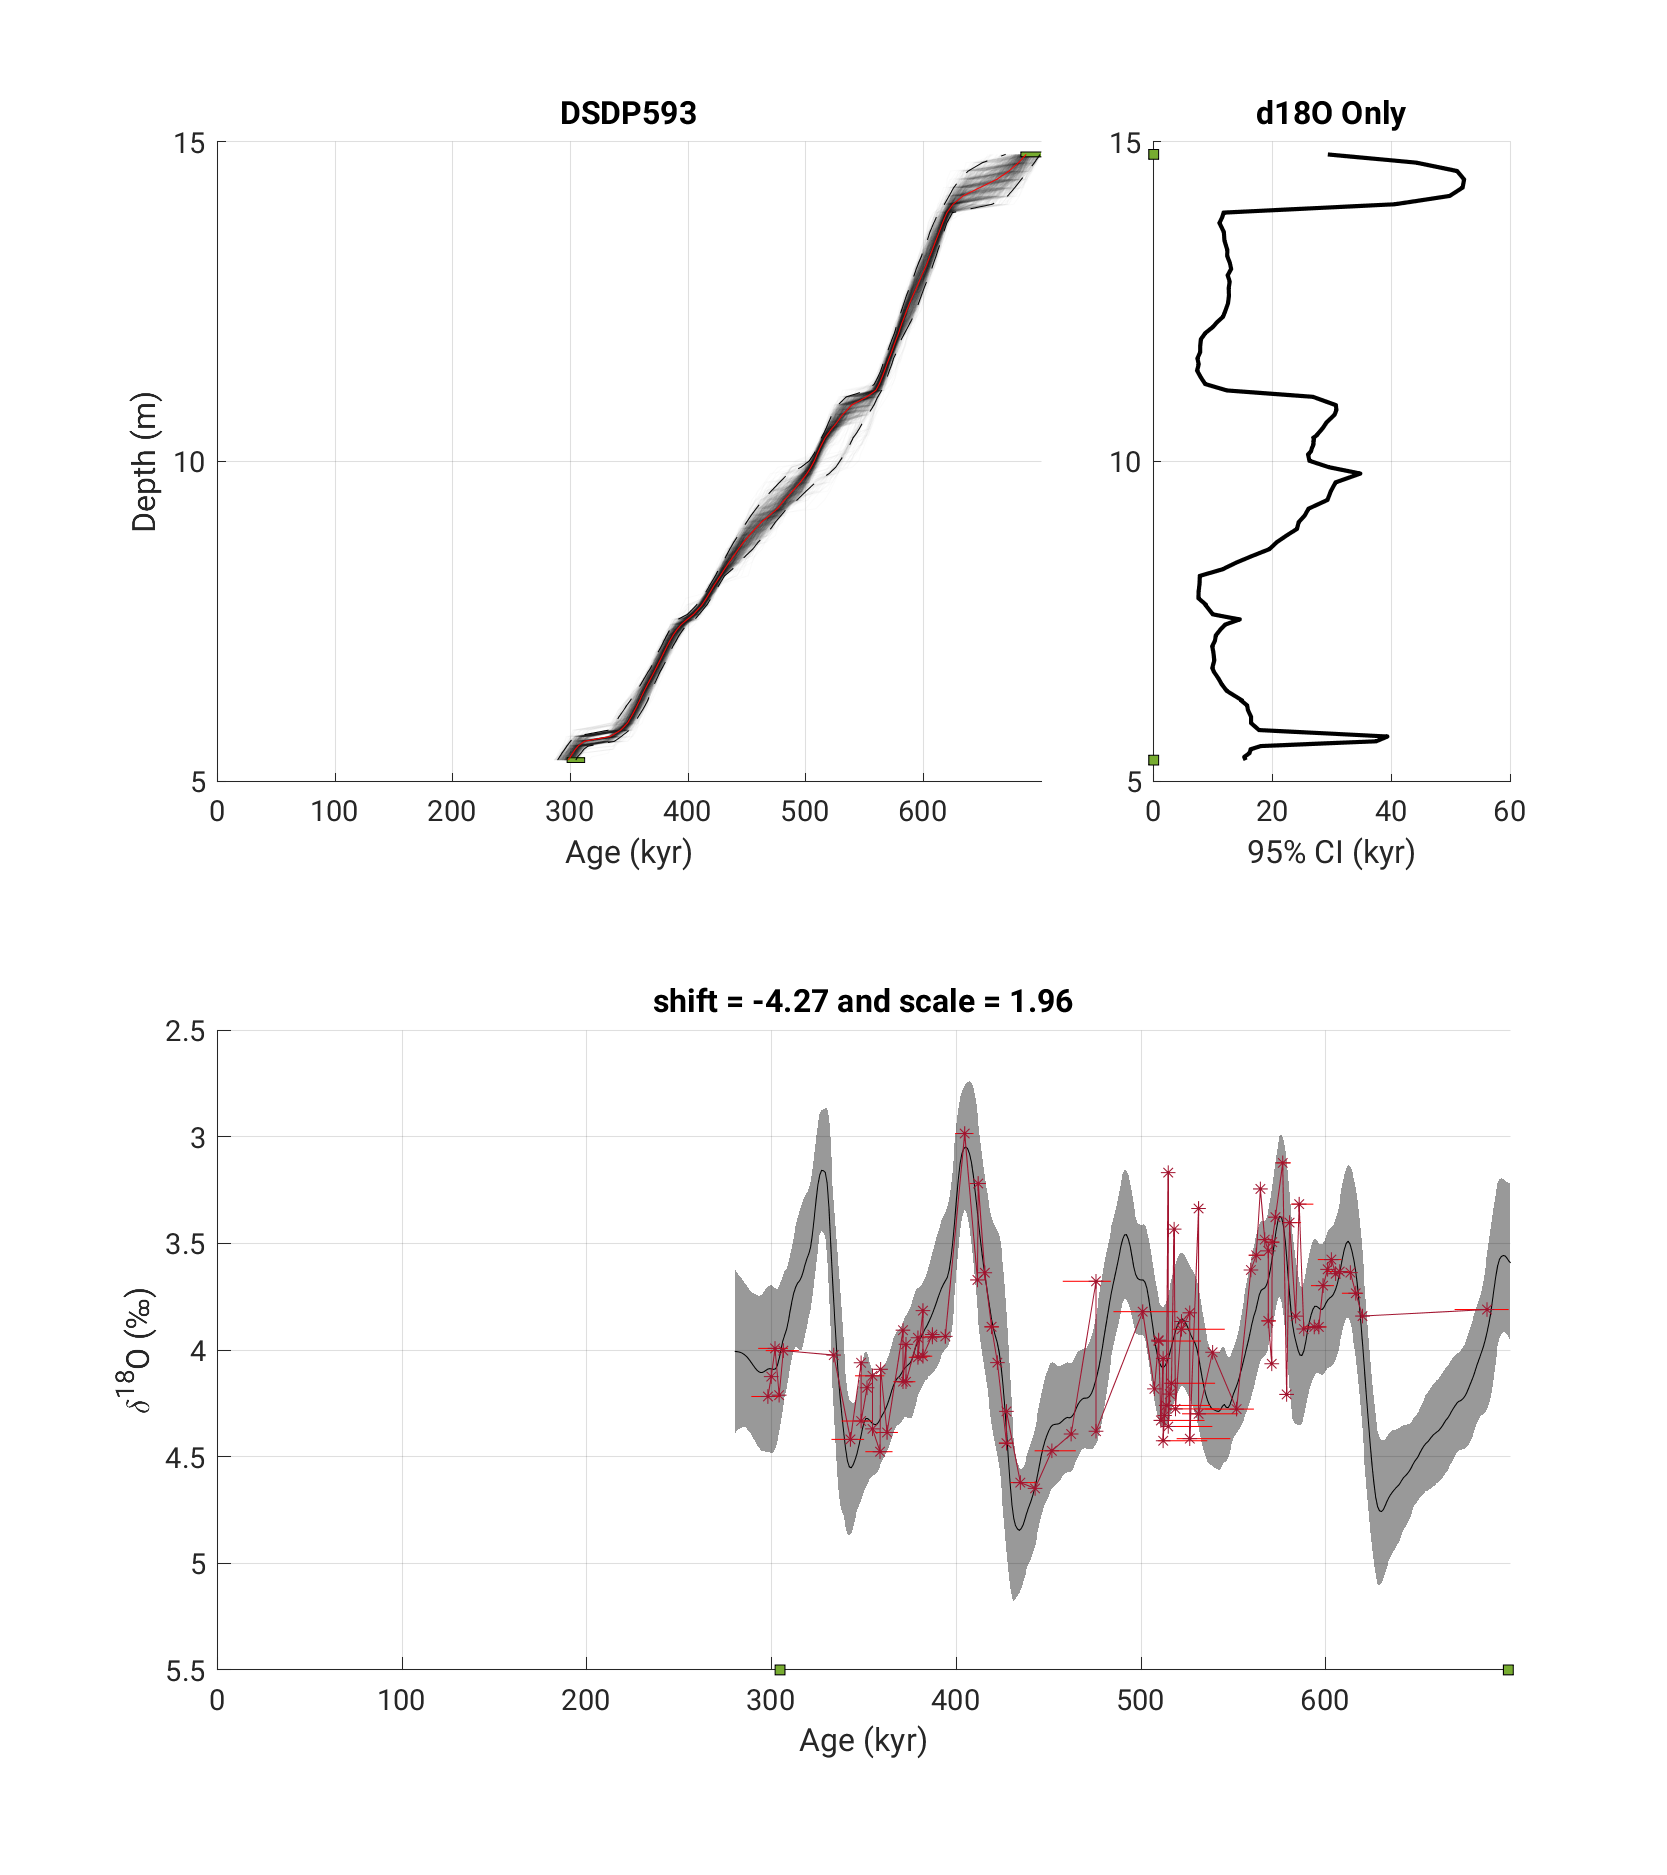 DSDP593
15
10
5
Depth (m)
0 100 200 300 400 500 600
Age (kyr)
d18O Only
15
10
5
0 20 40 60
95% CI (kyr)
shift = -4.27 and scale = 1.96
2.5
3
3.5
4
4.5
5
5.5
δ18O (‰)
0 100 200 300 400 500 600
Age (kyr)